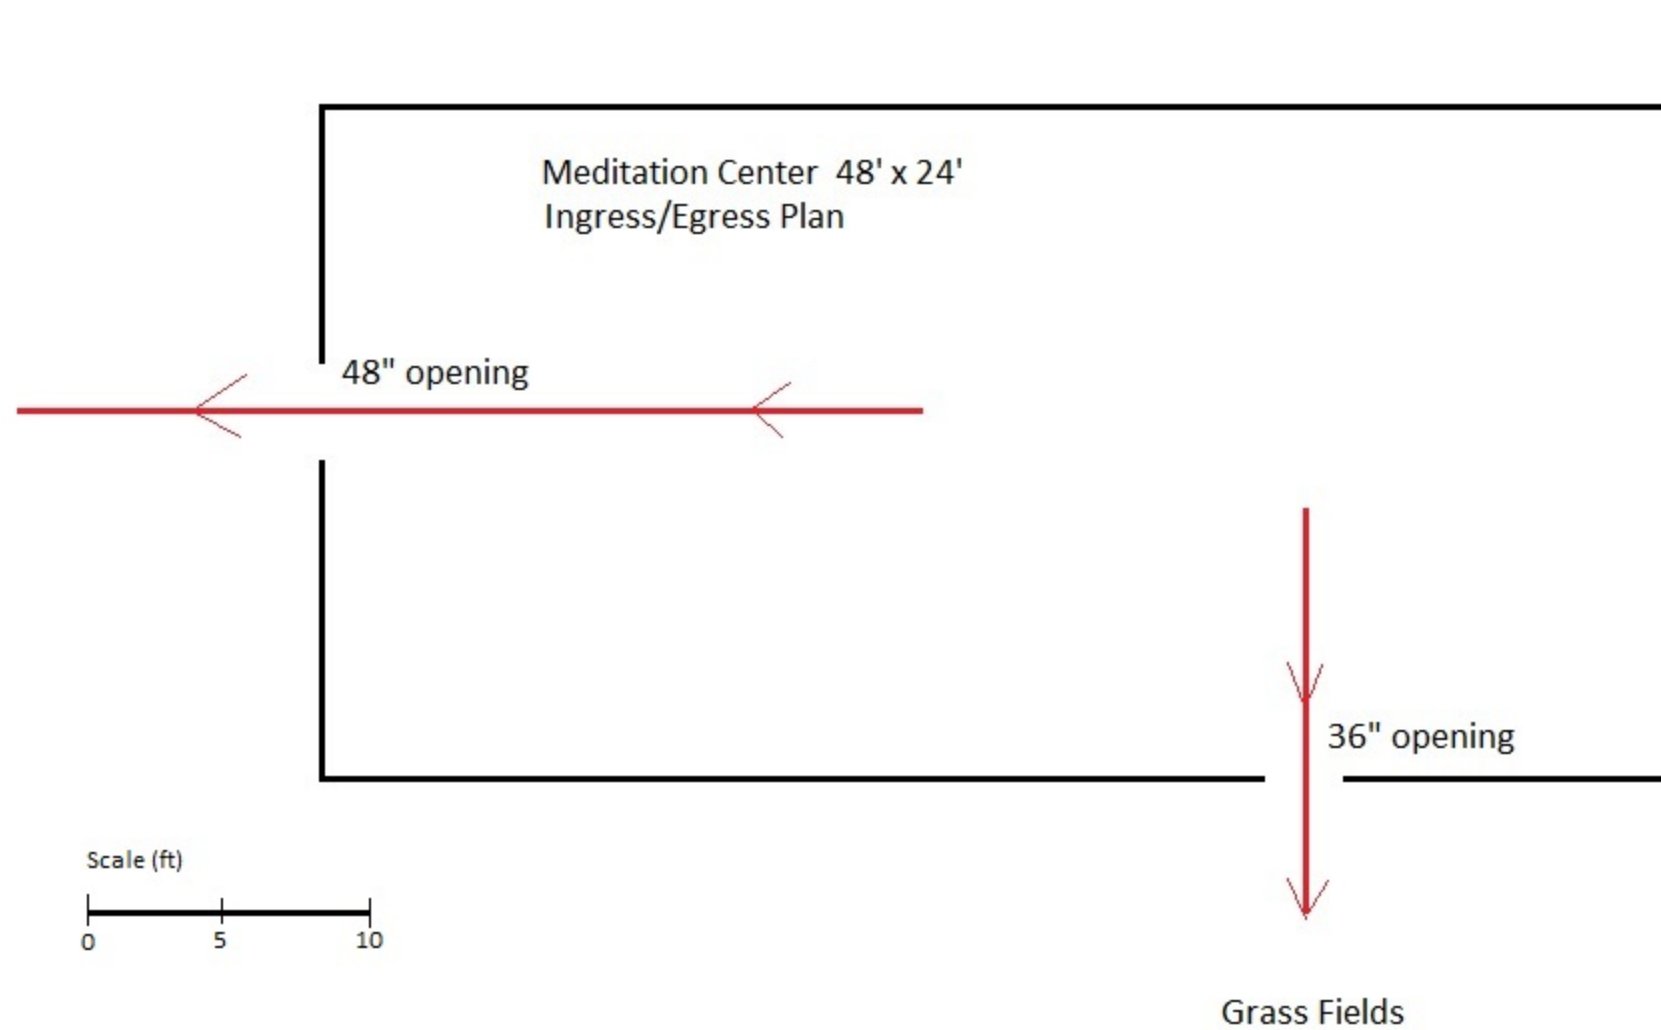 Meditation Center 48' x 24'
Ingress/Egress Plan
48" opening
36" opening
Scale (ft)
0 5 10
Grass Fields